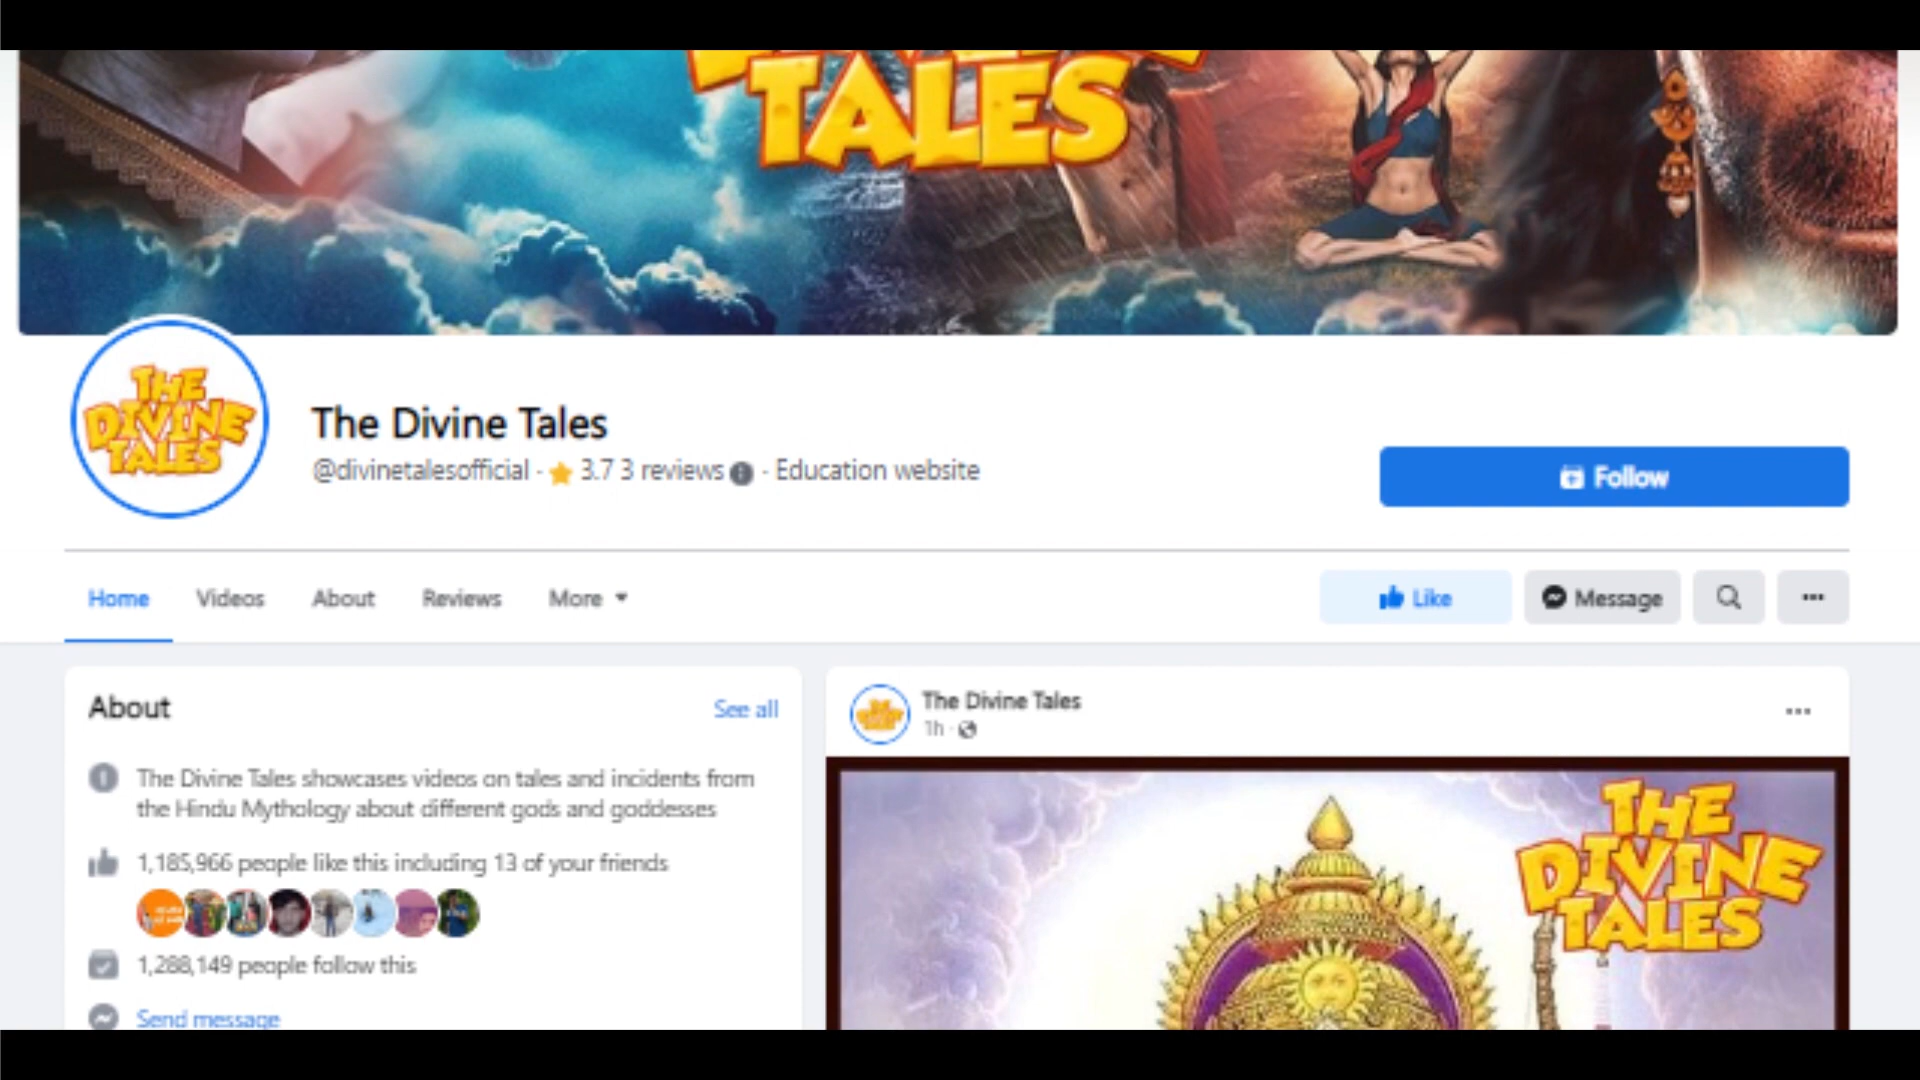 TALES
THE
DIVINE
TALES
The Divine Tales
@divinetalesofficial · 3.7 3 reviews · Education website
Follow
Home Videos About Reviews More
Like Message
About See all
The Divine Tales showcases videos on tales and incidents from
the Hindu Mythology about different gods and goddesses
1,185,966 people like this including 13 of your friends
1,288,149 people follow this
Send message
The Divine Tales
1h ·
THE
DIVINE
TALES